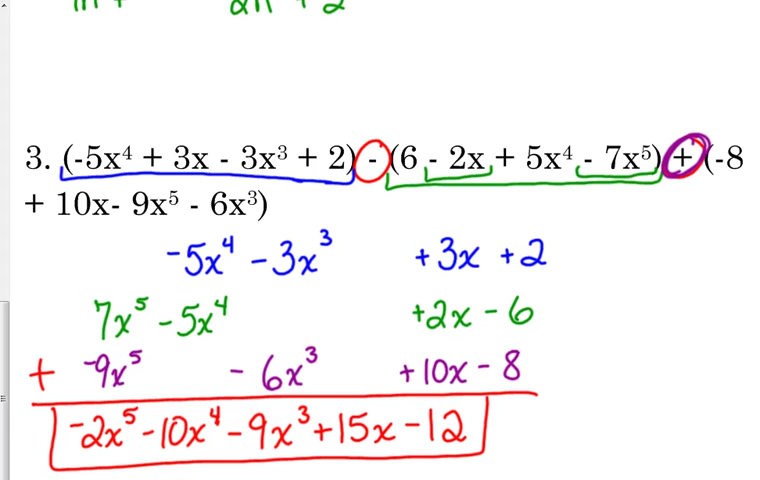 3. (-5x⁴ + 3x - 3x³ + 2) - (6 - 2x + 5x⁴ - 7x⁵) + (-8
+ 10x- 9x⁵ - 6x³)
-5x⁴ -3x³ +3x +2
7x⁵ -5x⁴ +2x -6
+ -9x⁵ -6x³ +10x -8
-2x⁵ -10x⁴ -9x³ +15x -12